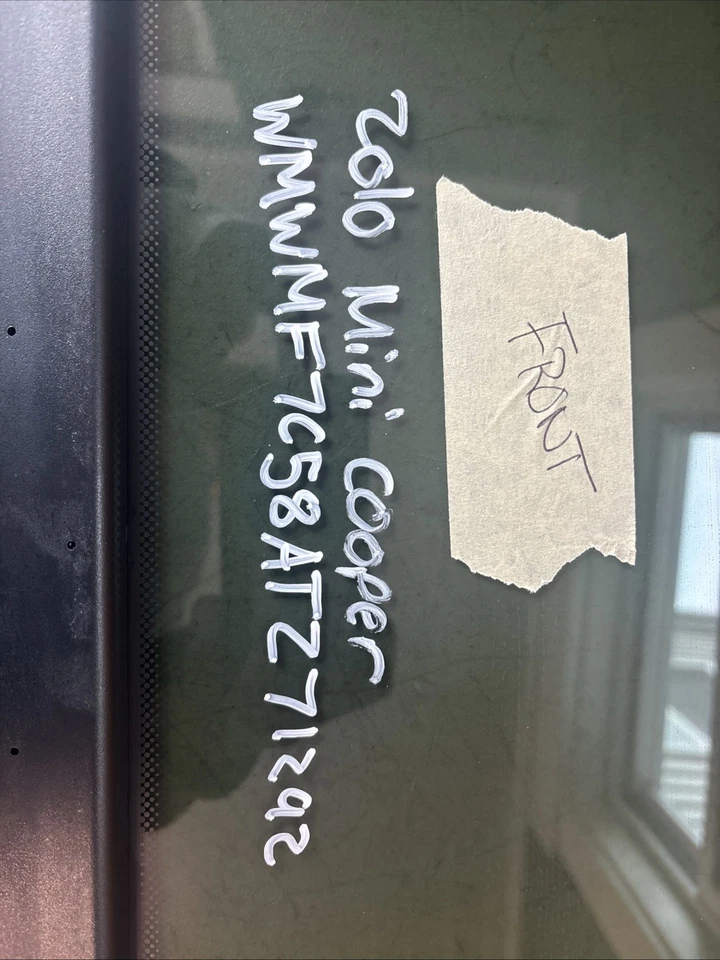 FRONT
2010 Mini Cooper
WMWMF7C58ATZ71292